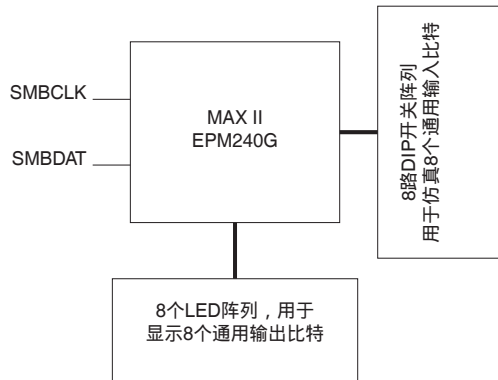 SMBCLK
SMBDAT
MAX II
EPM240G
8路DIP开关阵列
用于仿真8个通用输入比特
8个LED阵列，用于
显示8个通用输出比特